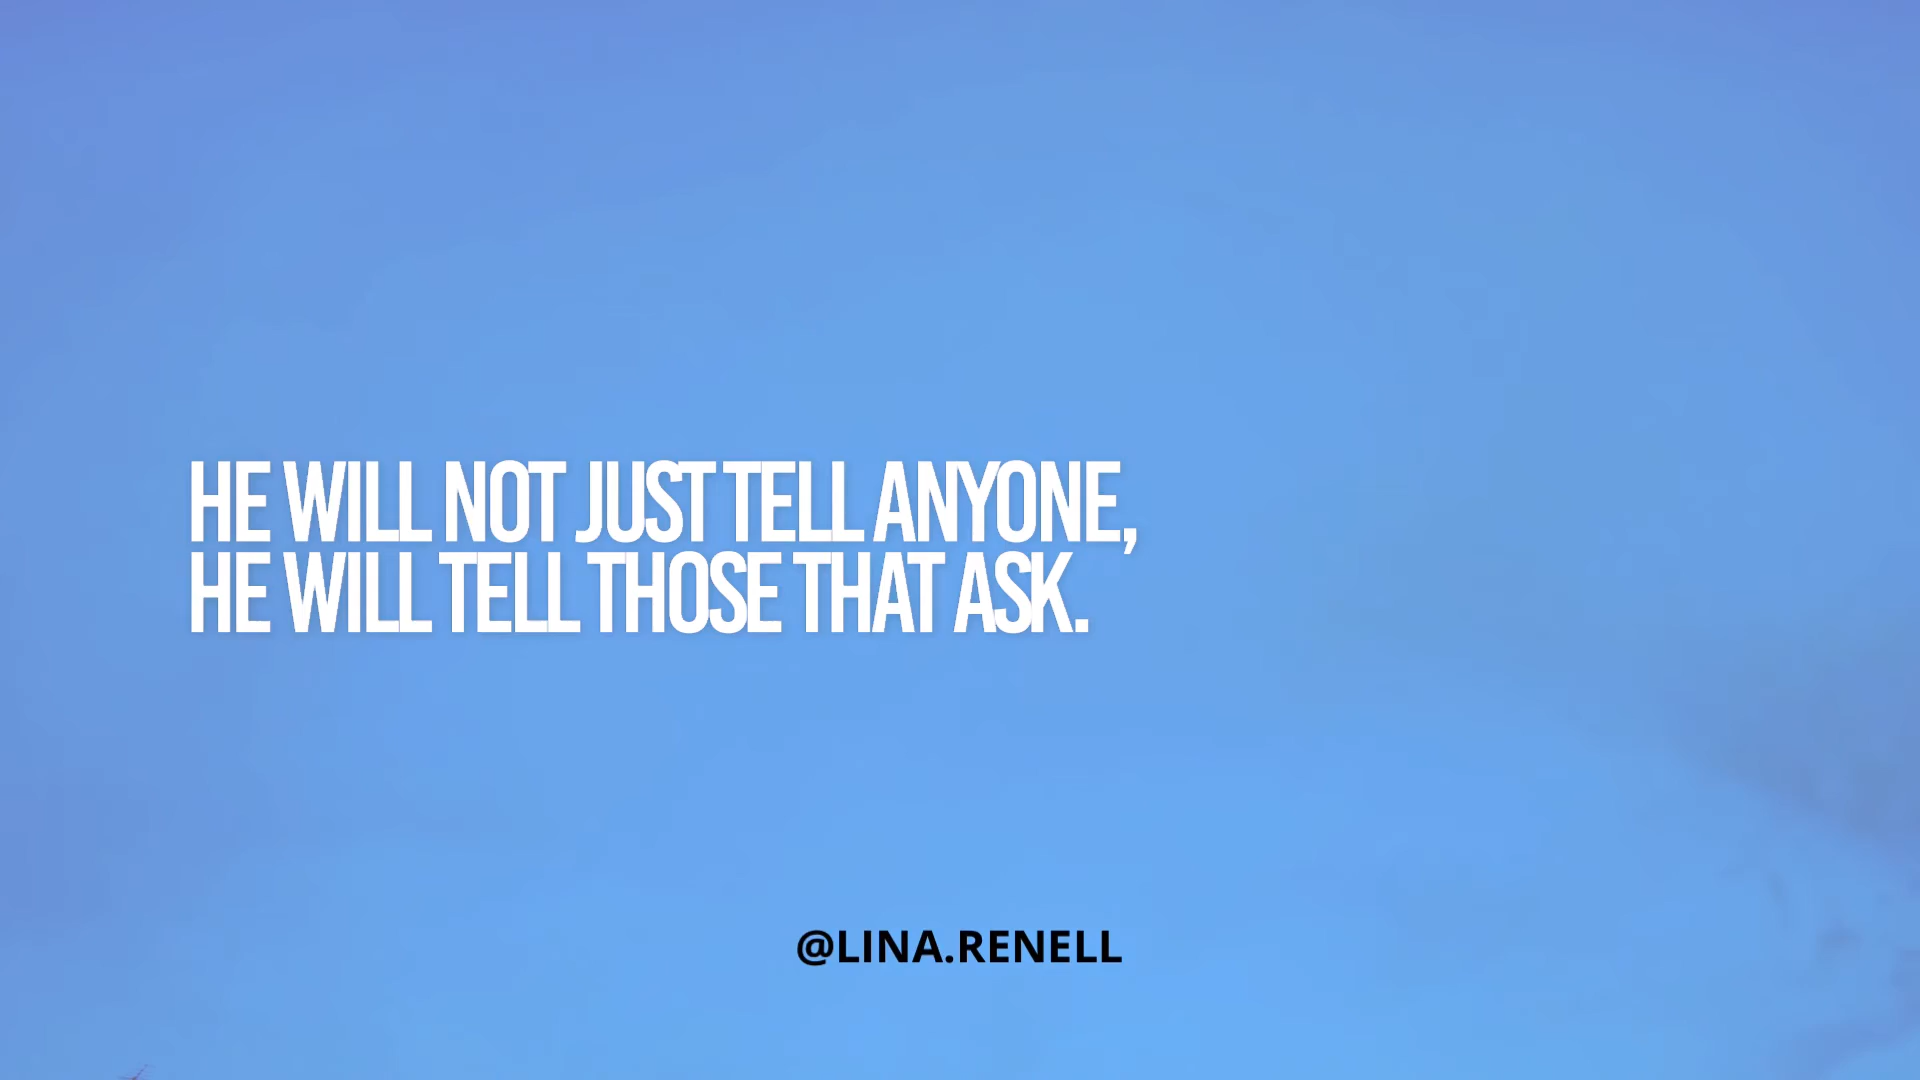 HE WILL NOT JUST TELL ANYONE,
HE WILL TELL THOSE THAT ASK.
@LINA.RENELL